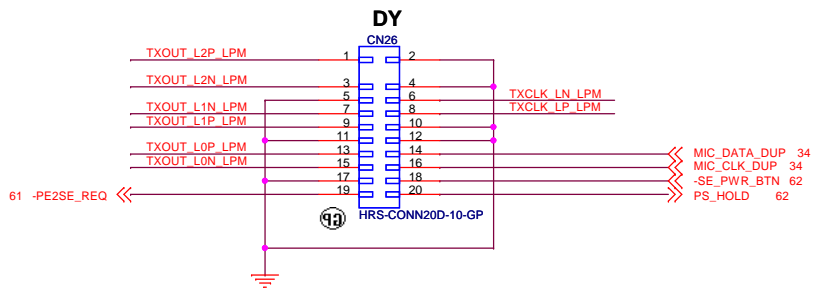 DY
CN26
TXOUT_L2P_LPM 1 2
TXOUT_L2N_LPM 3 4
5 6 TXCLK_LN_LPM
TXOUT_L1N_LPM 7 8 TXCLK_LP_LPM
TXOUT_L1P_LPM 9 10
11 12
TXOUT_L0P_LPM 13 14 MIC_DATA_DUP 34
TXOUT_L0N_LPM 15 16 MIC_CLK_DUP 34
17 18 -SE_PWR_BTN 62
61 -PE2SE_REQ 19 20 PS_HOLD 62
GP HRS-CONN20D-10-GP